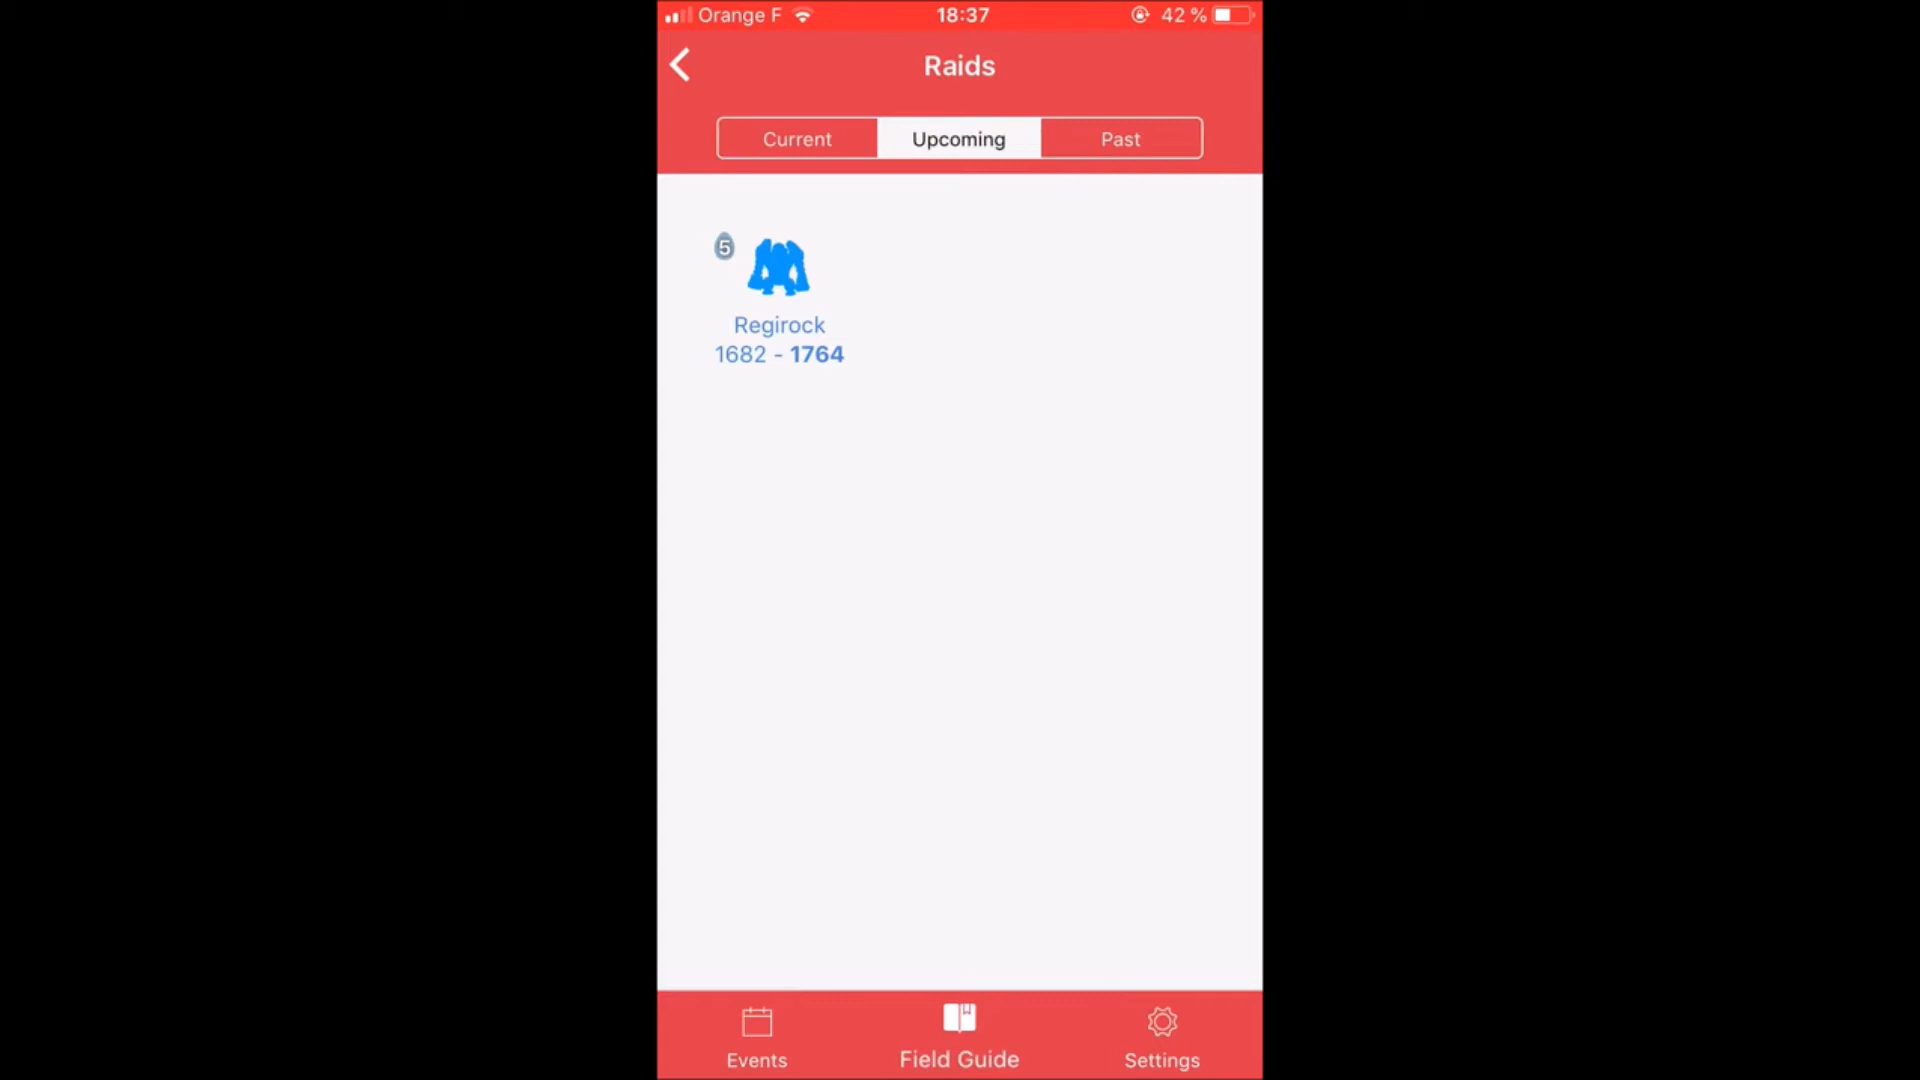 Orange F 18:37 42 %
Raids
Current Upcoming Past
5
Regirock
1682 - 1764
Events Field Guide Settings